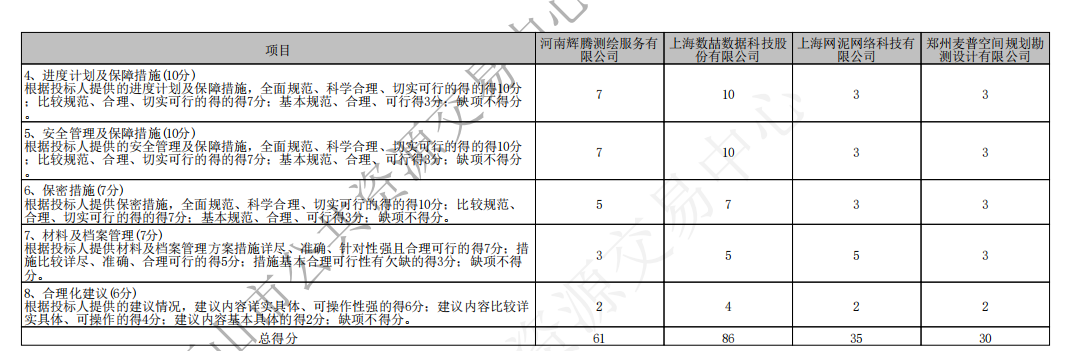 项目
河南辉腾测绘服务有
限公司
上海数喆数据科技股
份有限公司
上海网泥网络科技有
限公司
郑州麦普空间规划勘
测设计有限公司
4、进度计划及保障措施(10分)
根据投标人提供的进度计划及保障措施，全面规范、科学合理、切实可行的得的得10分
；比较规范、合理、切实可行的得的得7分；基本规范、合理、可行得3分；缺项不得分
。
7
10
3
3
5、安全管理及保障措施(10分)
根据投标人提供的安全管理及保障措施，全面规范、科学合理、切实可行的得的得10分
；比较规范、合理、切实可行的得的得7分；基本规范、合理、可行得3分；缺项不得分
。
7
10
3
3
6、保密措施(7分)
根据投标人提供保密措施，全面规范、科学合理、切实可行的得的得10分；比较规范、
合理、切实可行的得的得7分；基本规范、合理、可行得3分；缺项不得分。
5
7
3
3
7、材料及档案管理(7分)
根据投标人提供材料及档案管理方案措施详尽、准确、针对性强且合理可行的得7分；措
施比较详尽、准确、合理可行的得5分；措施基本合理可行性有欠缺的得3分；缺项不得
分。
3
5
5
3
8、合理化建议(6分)
根据投标人提供的建议情况，建议内容详实具体、可操作性强的得6分；建议内容比较详
实具体、可操作的得4分；建议内容基本具体的得2分；缺项不得分。
2
4
2
2
总得分
61
86
35
30
山市公共资源交易中心
资源交易中心